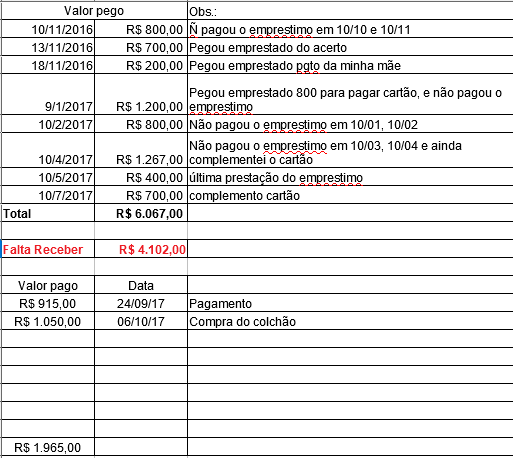 Valor pego Obs.:
10/11/2016 R$ 800,00 Ñ pagou o emprestimo em 10/10 e 10/11
13/11/2016 R$ 700,00 Pegou emprestado do acerto
18/11/2016 R$ 200,00 Pegou emprestado pgto da minha mãe
Pegou emprestado 800 para pagar cartão, e não pagou o
9/1/2017 R$ 1.200,00 emprestimo
10/2/2017 R$ 800,00 Não pagou o emprestimo em 10/01, 10/02
Não pagou o emprestimo em 10/03, 10/04 e ainda
10/4/2017 R$ 1.267,00 complementei o cartão
10/5/2017 R$ 400,00 última prestação do emprestimo
10/7/2017 R$ 700,00 complemento cartão
Total R$ 6.067,00
Falta Receber R$ 4.102,00
Valor pago Data
R$ 915,00 24/09/17 Pagamento
R$ 1.050,00 06/10/17 Compra do colchão
R$ 1.965,00